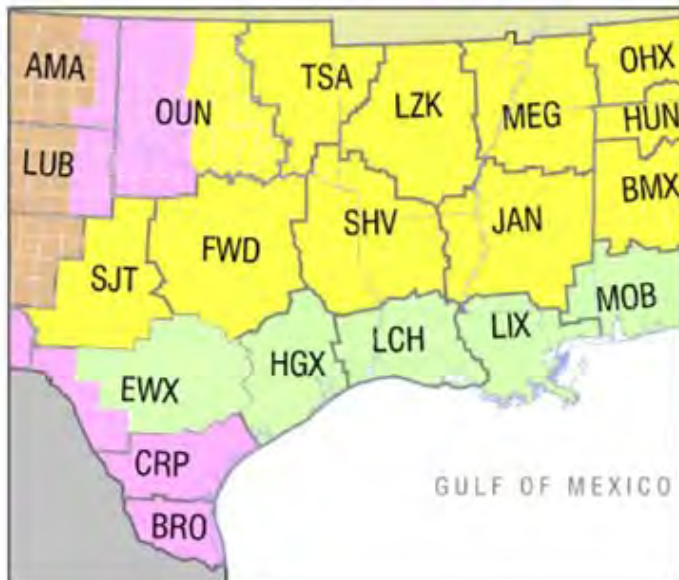 AMA
OUN
TSA
LZK
MEG
OHX
HUN
LUB
BMX
SJT
FWD
SHV
JAN
MOB
EWX
HGX
LCH
LIX
CRP
GULF OF MEXICO
BRO